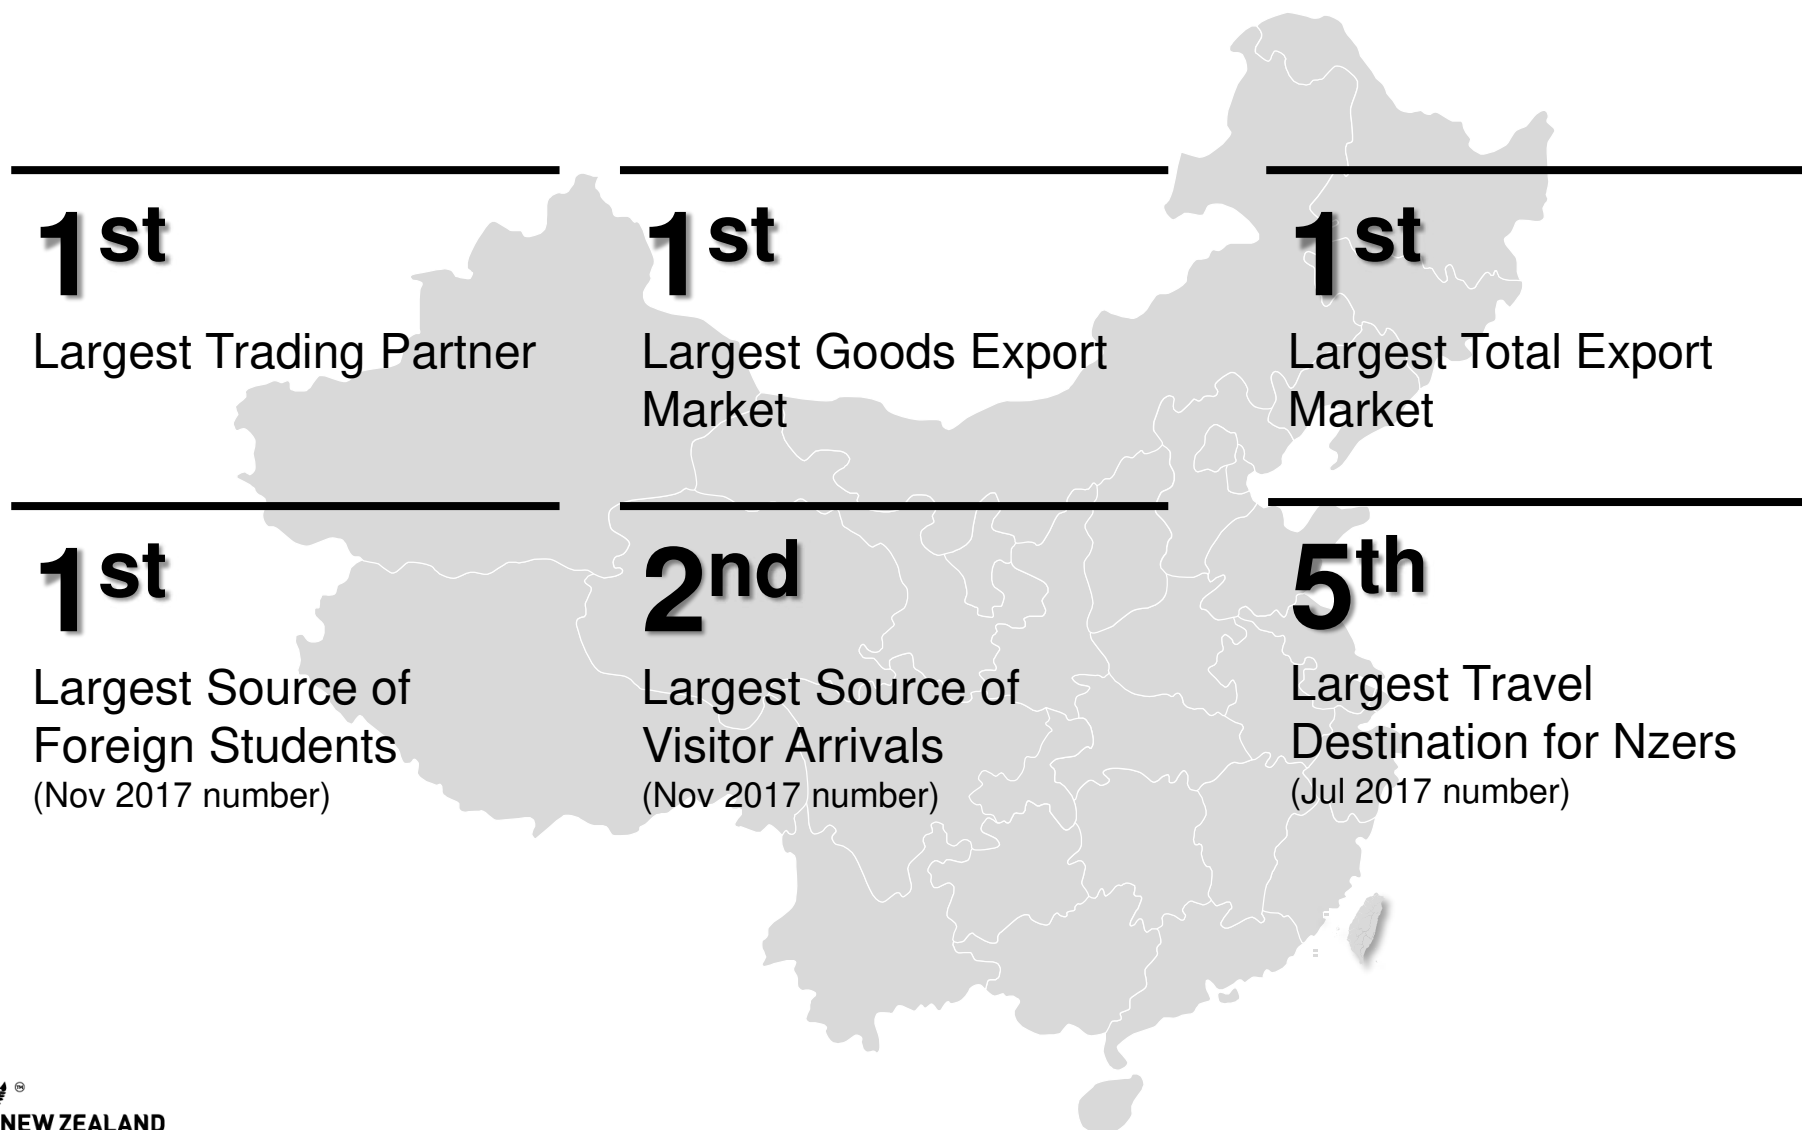 1st
Largest Trading Partner
1st
Largest Goods Export
Market
1st
Largest Total Export
Market
1st
Largest Source of
Foreign Students
(Nov 2017 number)
2nd
Largest Source of
Visitor Arrivals
(Nov 2017 number)
5th
Largest Travel
Destination for Nzers
(Jul 2017 number)
TM
NEW ZEALAND